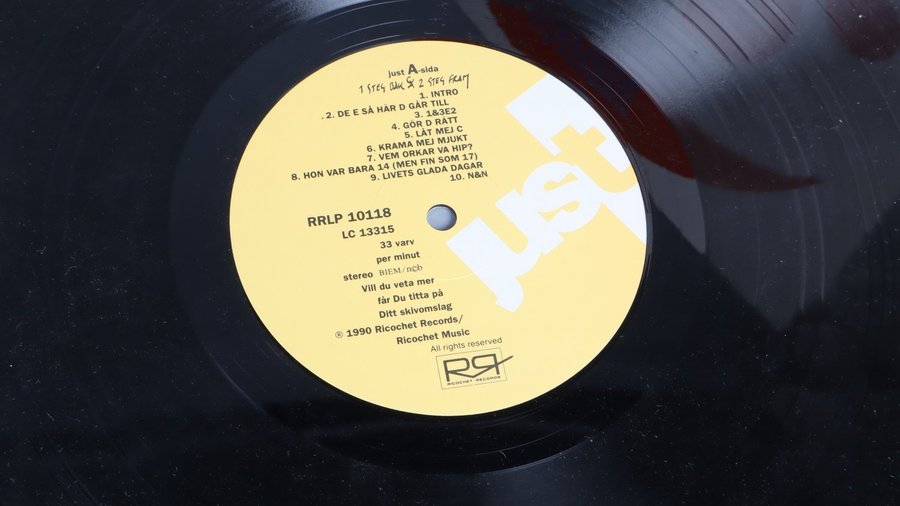 just A-sida
1 STEG BAK & 2 STEG FRAM
1. INTRO
2. DE E SÅ HÄR D GÅR TILL
3. 1&3E2
4. GÖR D RÄTT
5. LÅT MEJ C
6. KRAMA MEJ MJUKT
7. VEM ORKAR VA HIP?
8. HON VAR BARA 14 (MEN FIN SOM 17)
9. LIVETS GLADA DAGAR
10. N&N
just
RRLP 10118
LC 13315
33 varv
per minut
stereo BIEM/ncb
Vill du veta mer
får Du titta på
Ditt skivomslag
℗ 1990 Ricochet Records/
Ricochet Music
All rights reserved
RR
RICOCHET RECORDS